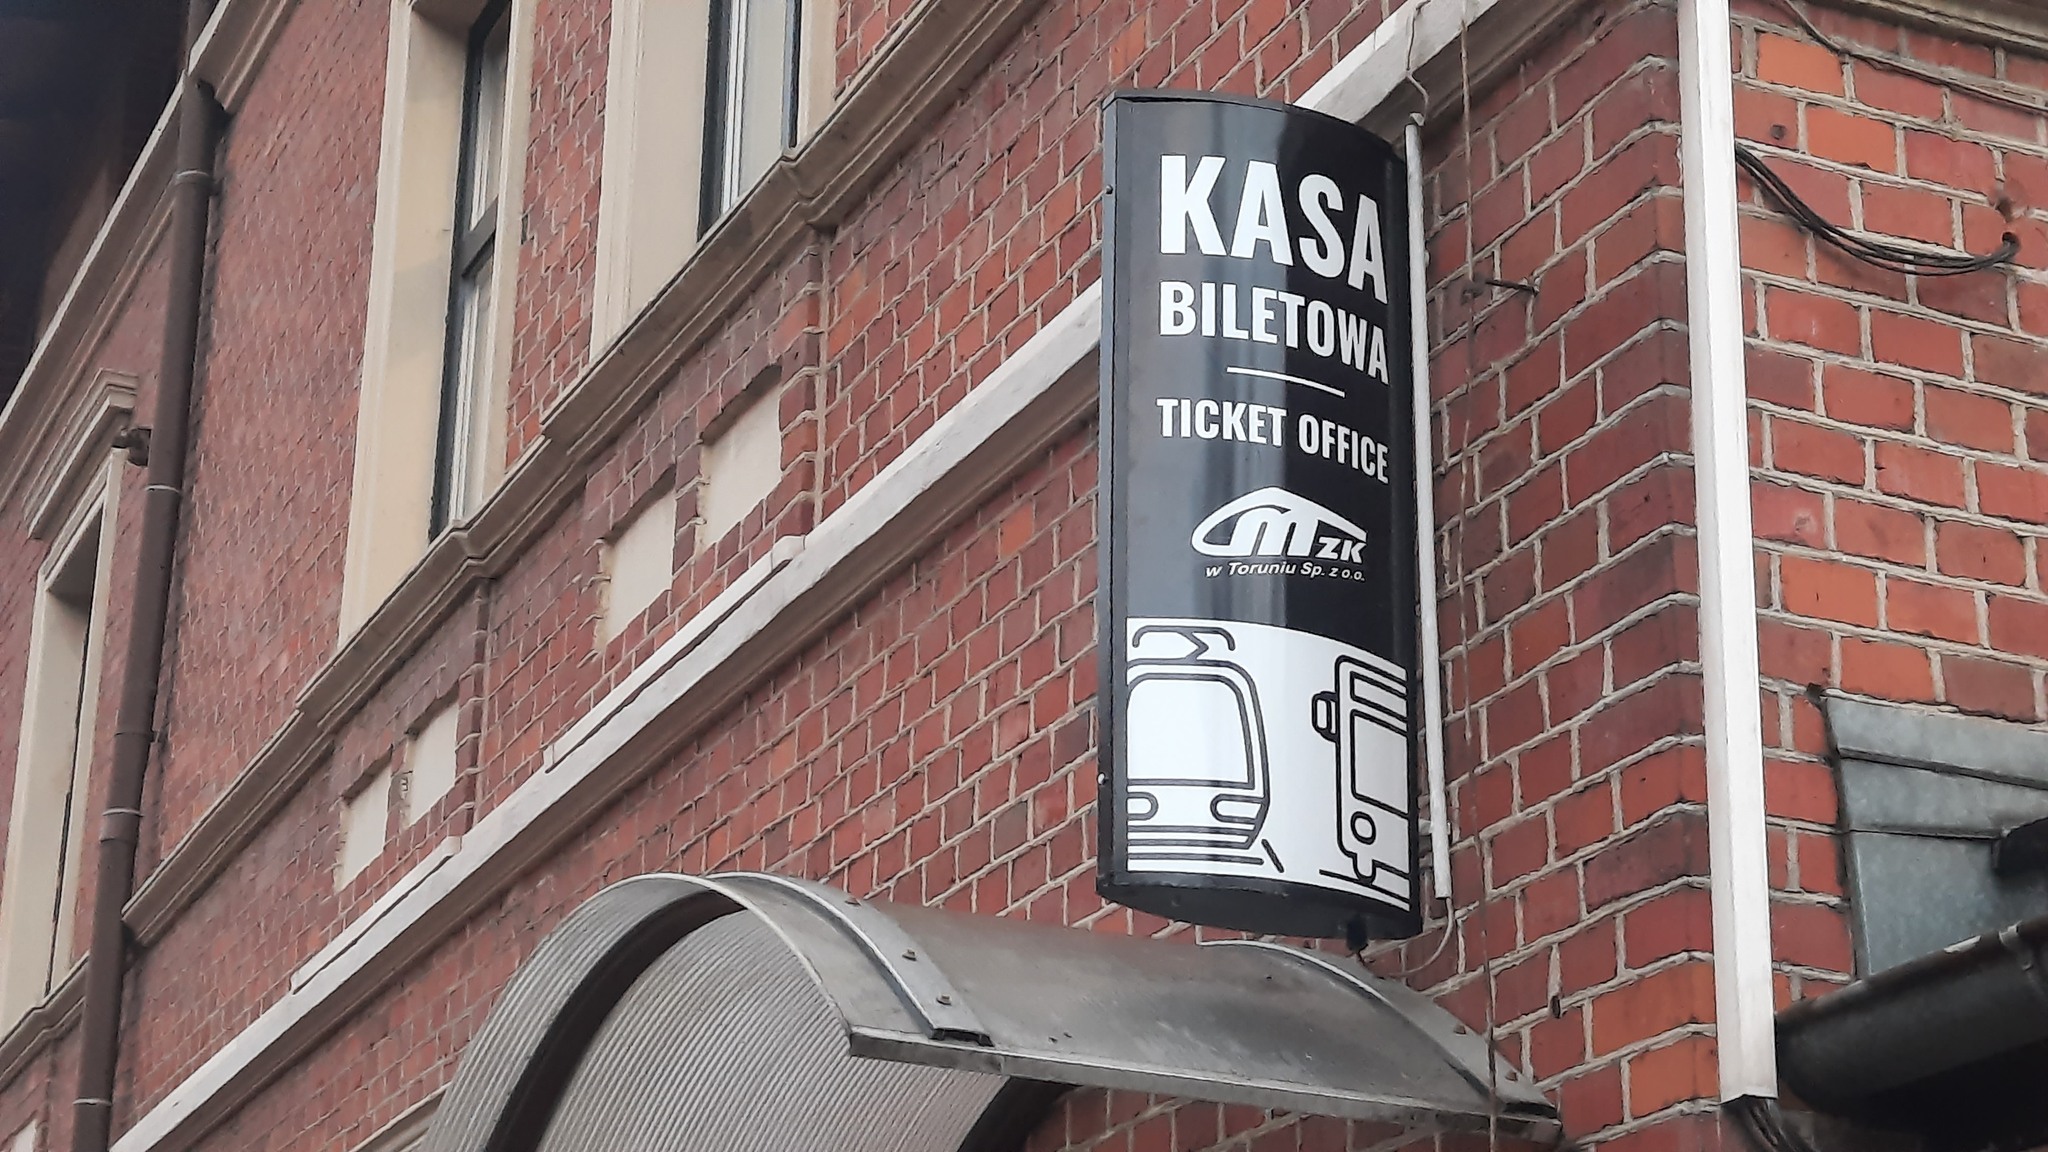 KASA
BILETOWA
TICKET OFFICE
MZK
w Toruniu Sp. z o.o.